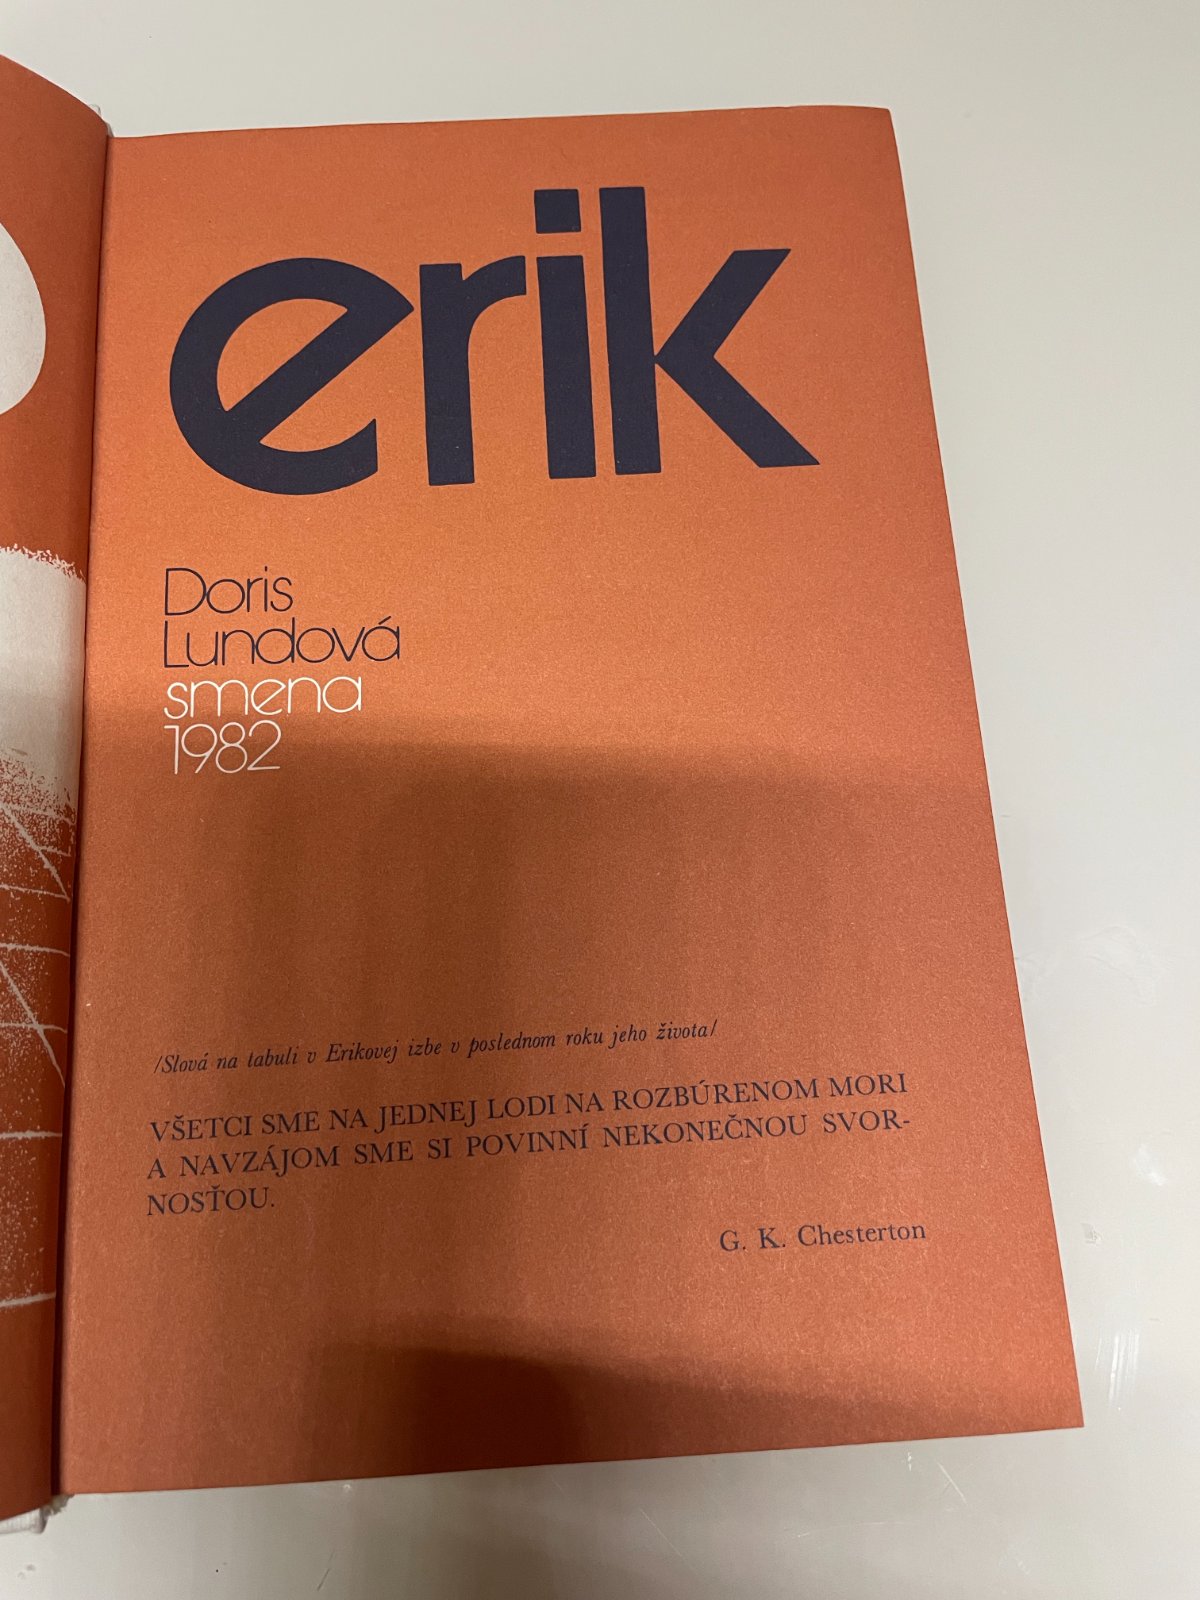 erik
Doris
Lundová
smena
1982
/Slová na tabuli v Erikovej izbe v poslednom roku jeho života/
VŠETCI SME NA JEDNEJ LODI NA ROZBÚRENOM MORI
A NAVZÁJOM SME SI POVINNÍ NEKONEČNOU SVOR-
NOSŤOU.
G. K. Chesterton